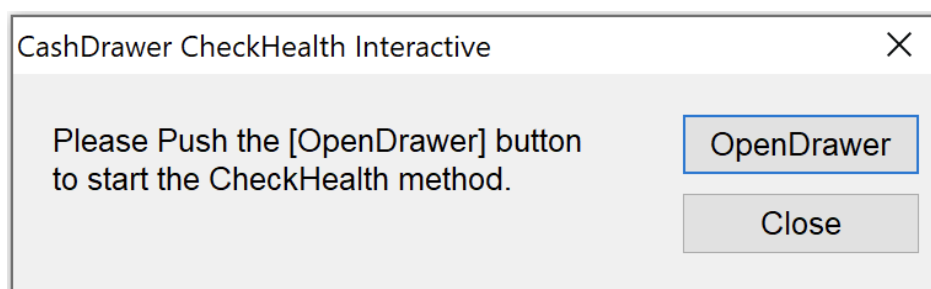 CashDrawer CheckHealth Interactive
Please Push the [OpenDrawer] button
to start the CheckHealth method.
OpenDrawer
Close